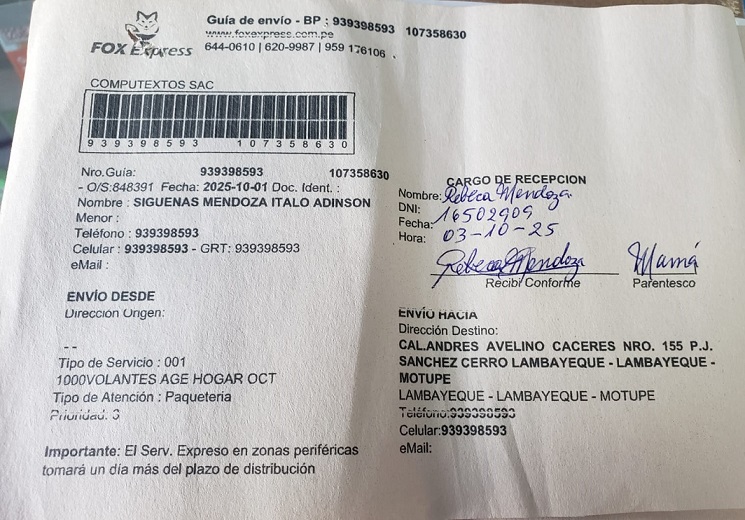 FOX Express
Guía de envío - BP : 939398593 107358630
www.foxexpress.com.pe
644-0610 | 620-9987 | 959 176106
COMPUTEXTOS SAC
939398593 107358630
Nro.Guía: 939398593 107358630
- O/S:848391 Fecha: 2025-10-01 Doc. Ident. :
Nombre : SIGUENAS MENDOZA ITALO ADINSON
Menor :
Teléfono : 939398593
Celular : 939398593 - GRT: 939398593
eMail :
CARGO DE RECEPCION
Nombre: Rebeca Mendoza
DNI: 16502909
Fecha: 03-10-25
Hora:
Rebeca Mendoza
Recibí Conforme
Mamá
Parentesco
ENVÍO DESDE
Dirección Origen:
--
Tipo de Servicio : 001
1000VOLANTES AGE HOGAR OCT
Tipo de Atención : Paquetería
Prioridad: 3
ENVÍO HACIA
Dirección Destino:
CAL.ANDRES AVELINO CACERES NRO. 155 P.J.
SANCHEZ CERRO LAMBAYEQUE - LAMBAYEQUE -
MOTUPE
LAMBAYEQUE - LAMBAYEQUE - MOTUPE
Teléfono:939398593
Celular:939398593
eMail:
Importante: El Serv. Expreso en zonas periféricas
tomará un día más del plazo de distribución